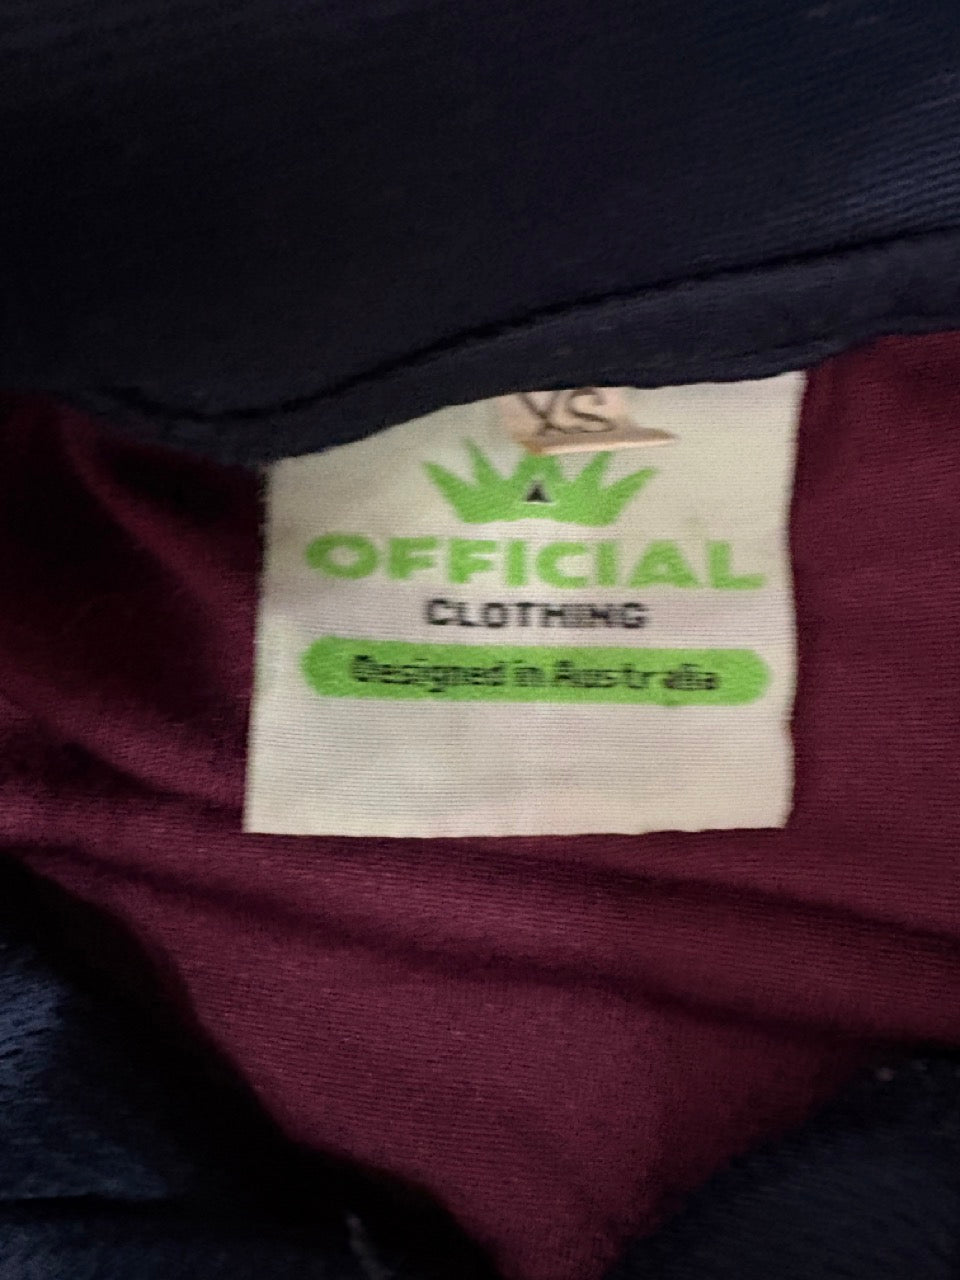 XS
OFFICIAL
CLOTHING
Designed in Australia